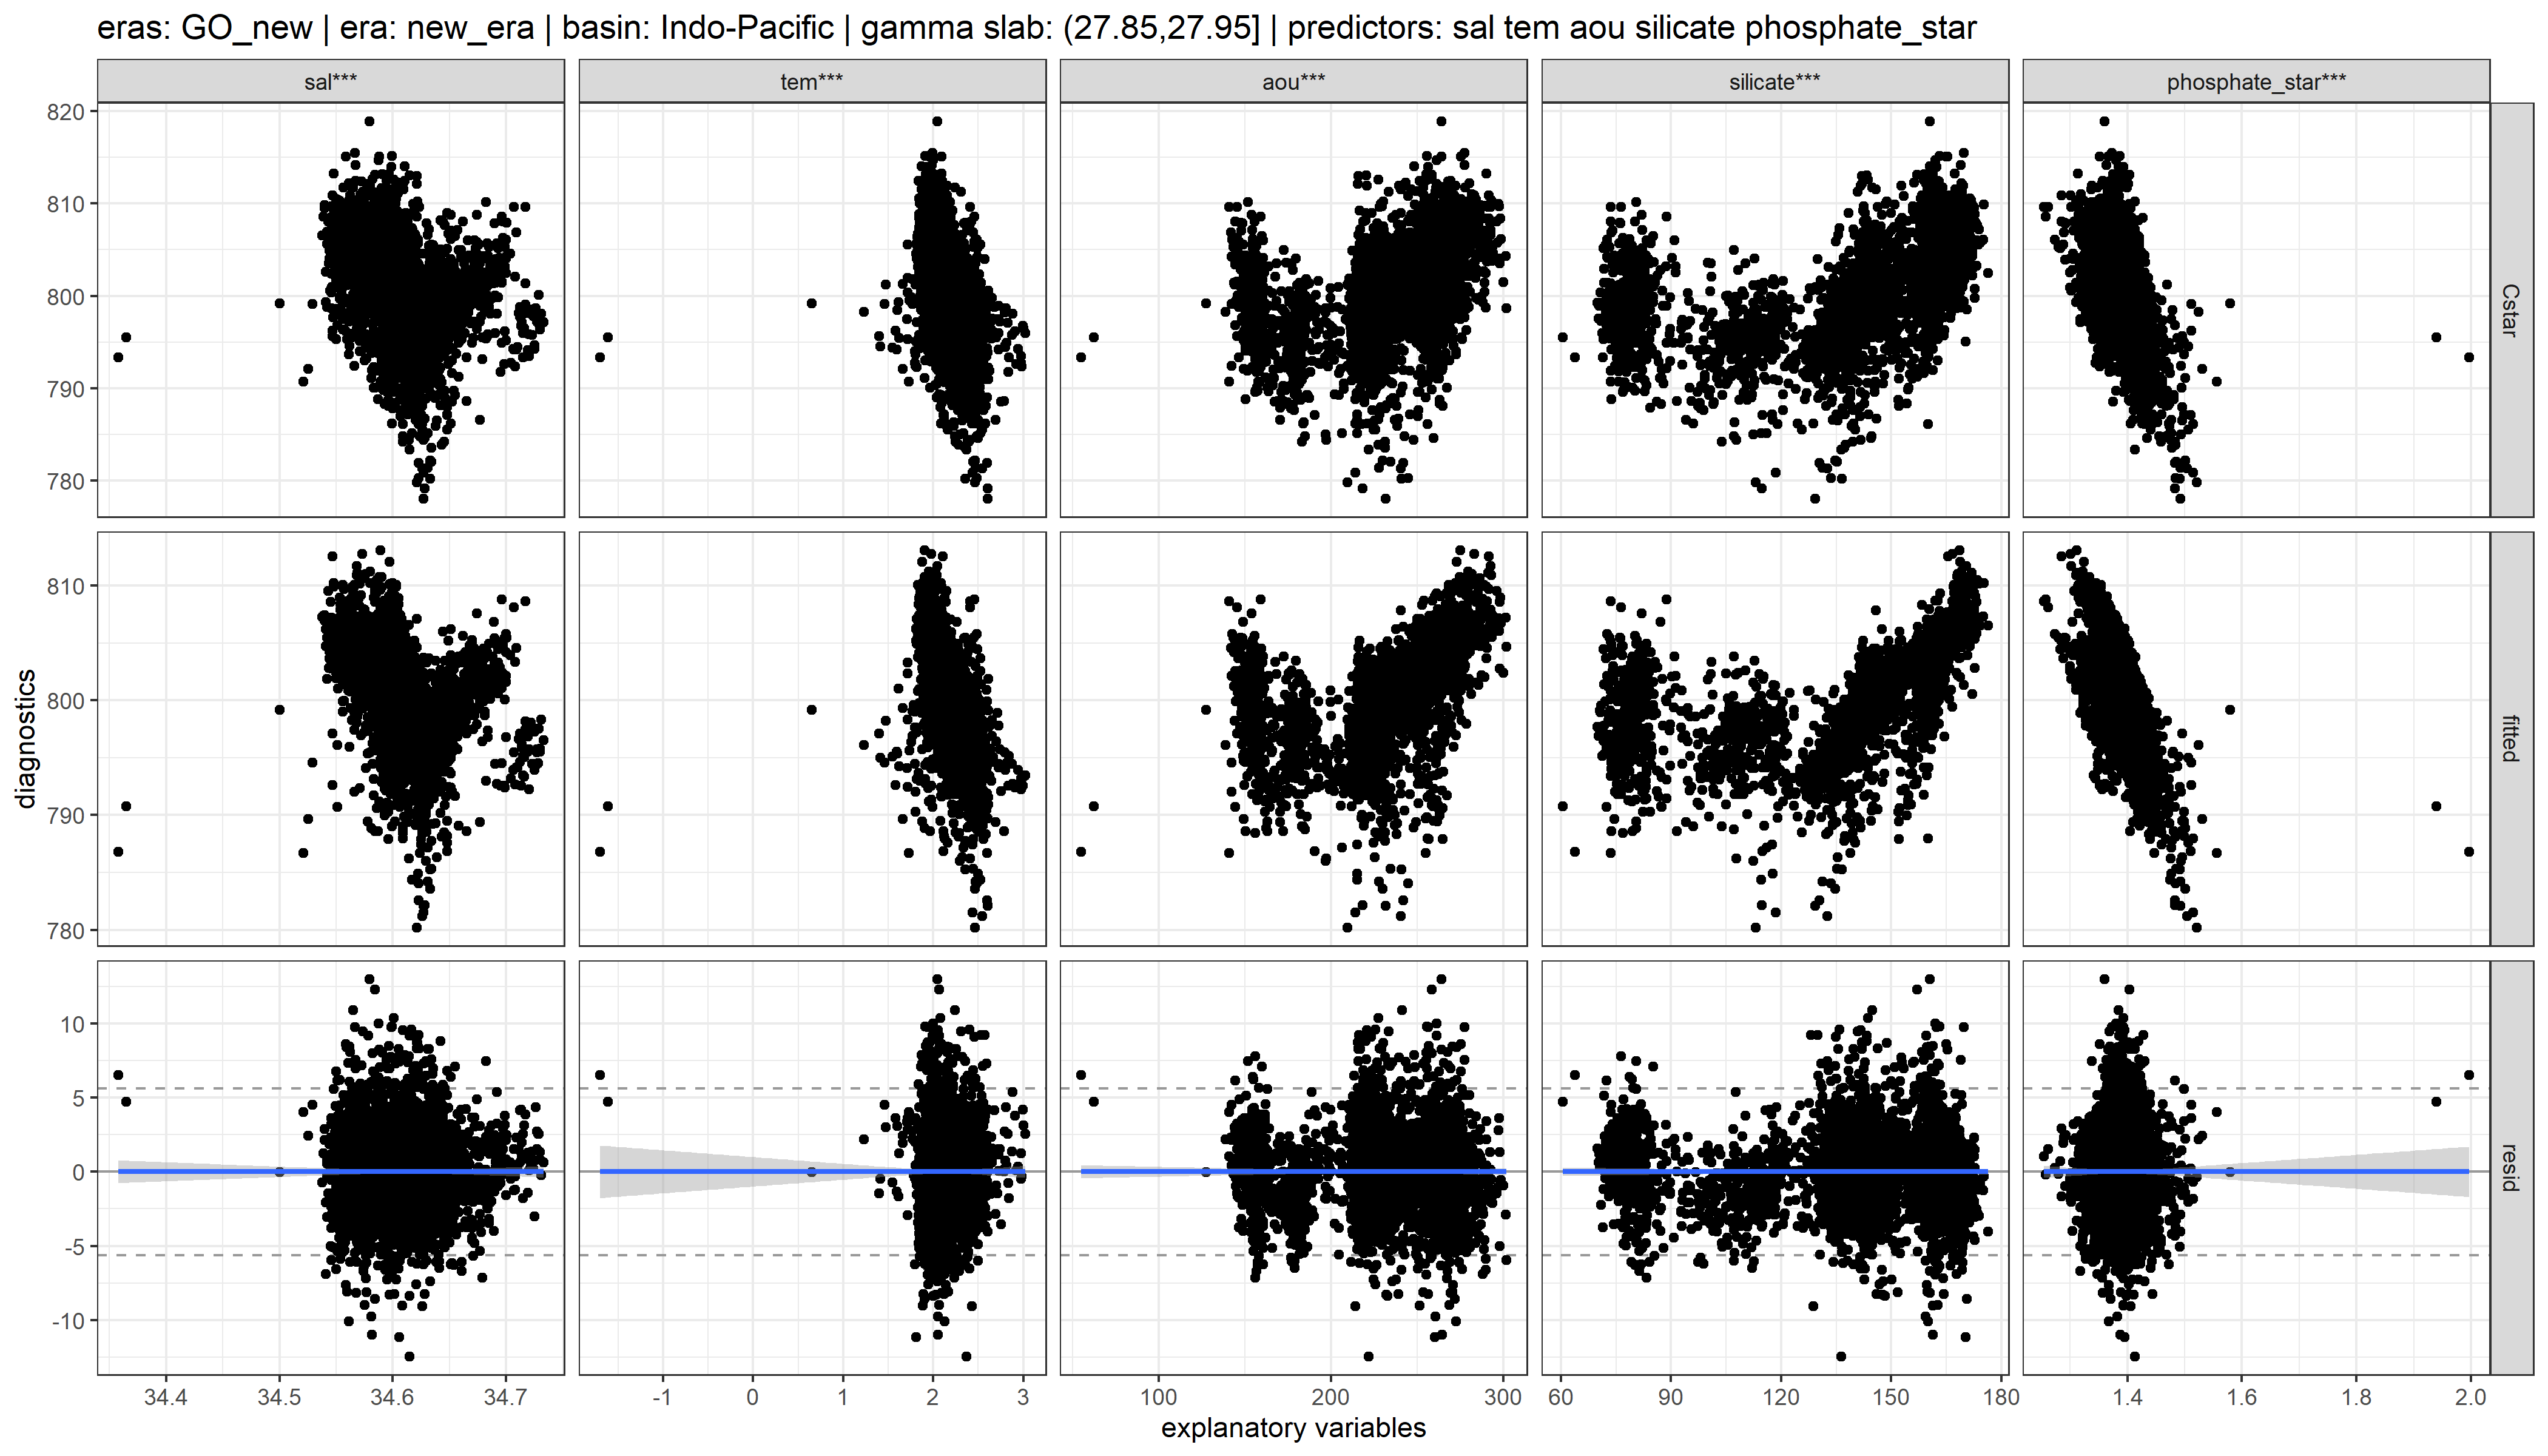 eras: GO_new | era: new_era | basin: Indo-Pacific | gamma slab: (27.85,27.95] | predictors: sal tem aou silicate phosphate_star
sal*** tem*** aou*** silicate*** phosphate_star***
820
810
800
790
780
Cstar
810
800
790
780
fitted
diagnostics
10
5
0
-5
-10
resid
34.4 34.5 34.6 34.7 -1 0 1 2 3 100 200 300 60 90 120 150 180 1.4 1.6 1.8 2.0
explanatory variables